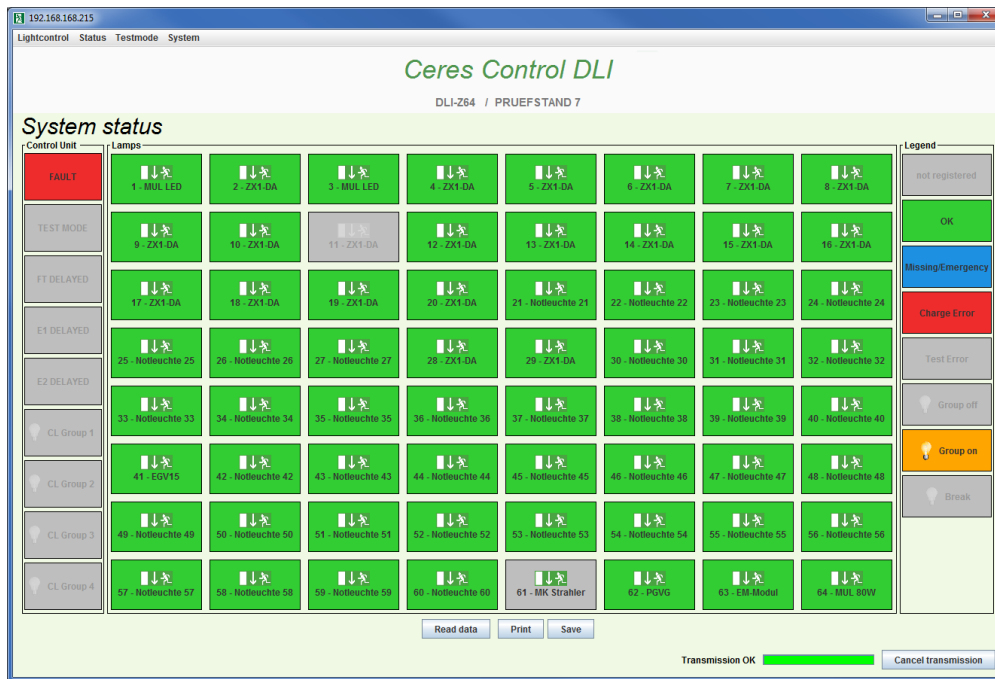 192.168.168.215
Lightcontrol Status Testmode System
Ceres Control DLI
DLI-Z64 / PRUEFSTAND 7
System status
Control Unit
FAULT
TEST MODE
FT DELAYED
E1 DELAYED
E2 DELAYED
CL Group 1
CL Group 2
CL Group 3
CL Group 4
Lamps
1 - MUL LED 2 - ZX1-DA 3 - MUL LED 4 - ZX1-DA 5 - ZX1-DA 6 - ZX1-DA 7 - ZX1-DA 8 - ZX1-DA
9 - ZX1-DA 10 - ZX1-DA 11 - ZX1-DA 12 - ZX1-DA 13 - ZX1-DA 14 - ZX1-DA 15 - ZX1-DA 16 - ZX1-DA
17 - ZX1-DA 18 - ZX1-DA 19 - ZX1-DA 20 - ZX1-DA 21 - Notleuchte 21 22 - Notleuchte 22 23 - Notleuchte 23 24 - Notleuchte 24
25 - Notleuchte 25 26 - Notleuchte 26 27 - Notleuchte 27 28 - ZX1-DA 29 - ZX1-DA 30 - Notleuchte 30 31 - Notleuchte 31 32 - Notleuchte 32
33 - Notleuchte 33 34 - Notleuchte 34 35 - Notleuchte 35 36 - Notleuchte 36 37 - Notleuchte 37 38 - Notleuchte 38 39 - Notleuchte 39 40 - Notleuchte 40
41 - EGV15 42 - Notleuchte 42 43 - Notleuchte 43 44 - Notleuchte 44 45 - Notleuchte 45 46 - Notleuchte 46 47 - Notleuchte 47 48 - Notleuchte 48
49 - Notleuchte 49 50 - Notleuchte 50 51 - Notleuchte 51 52 - Notleuchte 52 53 - Notleuchte 53 54 - Notleuchte 54 55 - Notleuchte 55 56 - Notleuchte 56
57 - Notleuchte 57 58 - Notleuchte 58 59 - Notleuchte 59 60 - Notleuchte 60 61 - MK Strahler 62 - PGVG 63 - EM-Modul 64 - MUL 80W
Legend
not registered
OK
Missing/Emergency
Charge Error
Test Error
Group off
Group on
Break
Read data Print Save
Transmission OK Cancel transmission